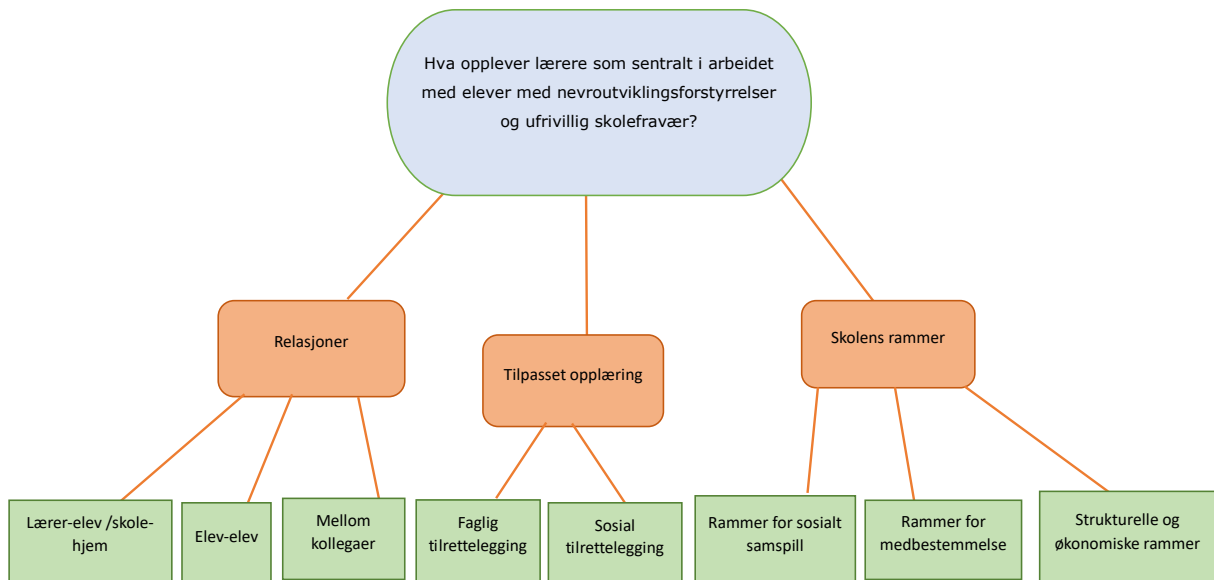 Hva opplever lærere som sentralt i arbeidet
med elever med nevroutviklingsforstyrrelser
og ufrivillig skolefravær?
Relasjoner
Tilpasset opplæring
Skolens rammer
Lærer-elev /skole-
hjem
Elev-elev
Mellom
kollegaer
Faglig
tilrettelegging
Sosial
tilrettelegging
Rammer for sosialt
samspill
Rammer for
medbestemmelse
Strukturelle og
økonomiske rammer